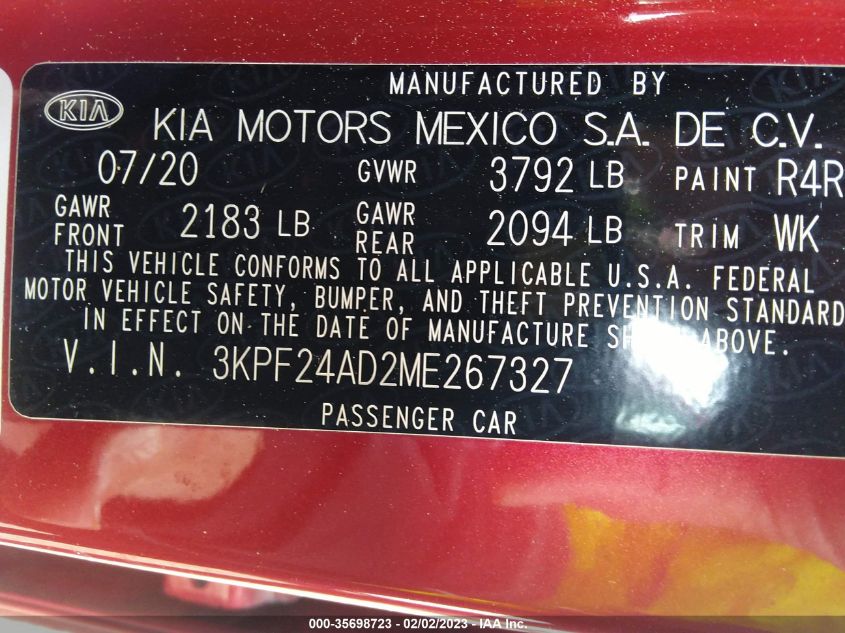 MANUFACTURED BY
KIA KIA MOTORS MEXICO S.A. DE C.V.
07/20 GVWR 3792 LB PAINT R4R
GAWR FRONT 2183 LB GAWR REAR 2094 LB TRIM WK
THIS VEHICLE CONFORMS TO ALL APPLICABLE U.S.A. FEDERAL
MOTOR VEHICLE SAFETY, BUMPER, AND THEFT PREVENTION STANDARD
IN EFFECT ON THE DATE OF MANUFACTURE ABOVE.
V.I.N. 3KPF24AD2ME267327
PASSENGER CAR
000-35698723 - 02/02/2023 - IAA Inc.